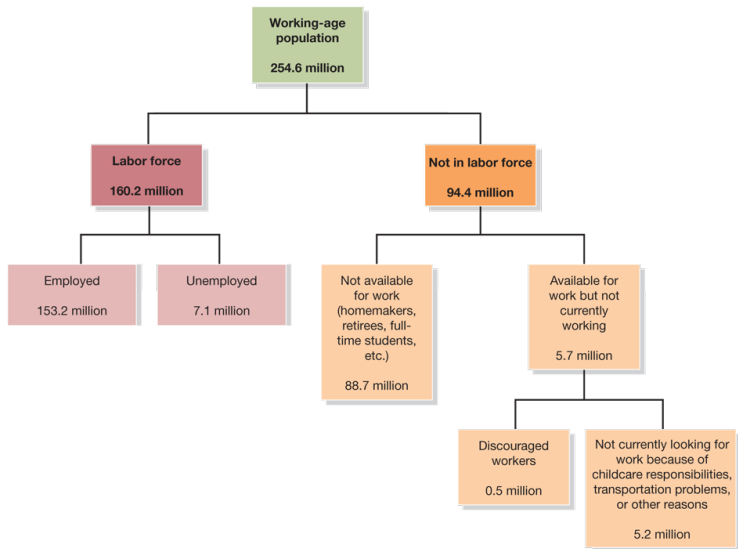 Working-age
population
254.6 million
Labor force
160.2 million
Not in labor force
94.4 million
Employed
153.2 million
Unemployed
7.1 million
Not available
for work
(homemakers,
retirees, full-
time students,
etc.)
88.7 million
Available for
work but not
currently
working
5.7 million
Discouraged
workers
0.5 million
Not currently looking for
work because of
childcare responsibilities,
transportation problems,
or other reasons
5.2 million